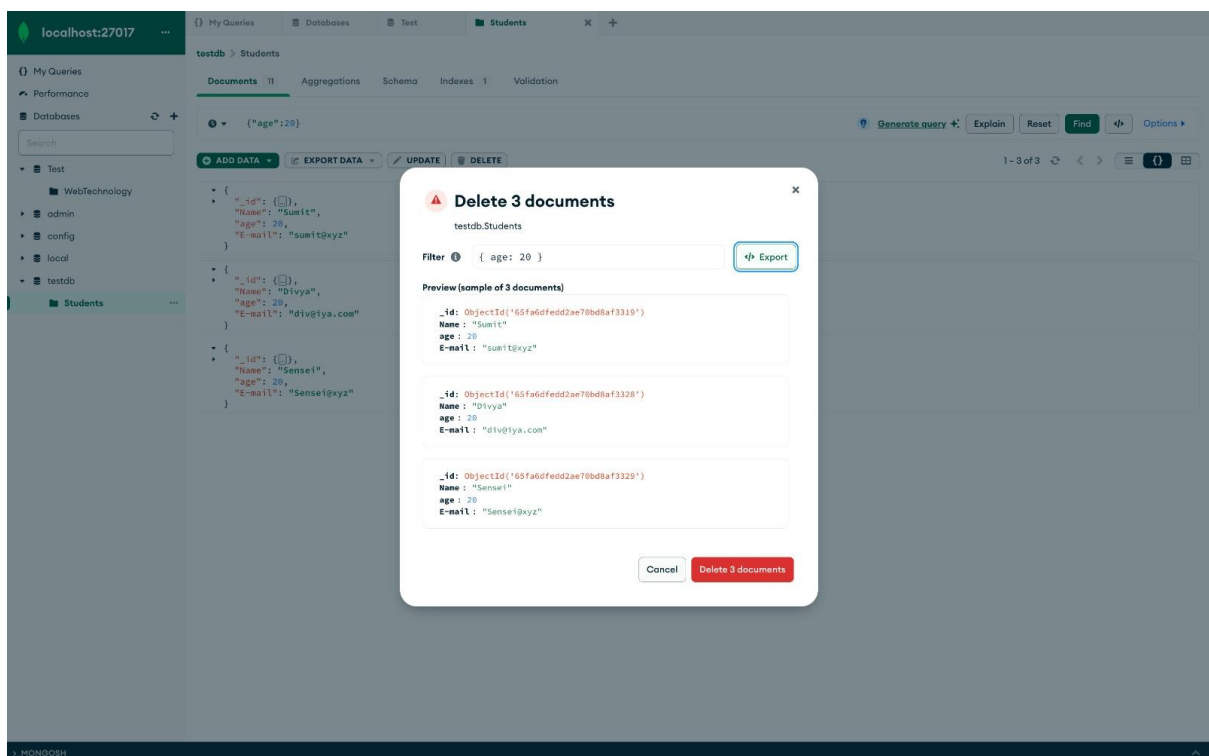 localhost:27017 ...
{} My Queries
Performance
Databases
Search
Test
WebTechnology
admin
config
local
testdb
Students ...
{} My Queries Databases Test Students
testdb > Students
Documents 11 Aggregations Schema Indexes 1 Validation
{"age":20}
Generate query Explain Reset Find </> Options
ADD DATA EXPORT DATA UPDATE DELETE
1 – 3 of 3 {}
{
"_id": {…},
"Name": "Sumit",
"age": 20,
"E-mail": "sumit@xyz"
}
{
"_id": {…},
"Name": "Divya",
"age": 20,
"E-mail": "div@iya.com"
}
{
"_id": {…},
"Name": "Sensei",
"age": 20,
"E-mail": "Sensei@xyz"
}
Delete 3 documents
testdb.Students
Filter { age: 20 } </> Export
Preview (sample of 3 documents)
_id: ObjectId('65fa6dfedd2ae70bd8af3319')
Name : "Sumit"
age : 20
E-mail : "sumit@xyz"
_id: ObjectId('65fa6dfedd2ae70bd8af3328')
Name : "Divya"
age : 20
E-mail : "div@iya.com"
_id: ObjectId('65fa6dfedd2ae70bd8af3329')
Name : "Sensei"
age : 20
E-mail : "Sensei@xyz"
Cancel Delete 3 documents
> MONGOSH